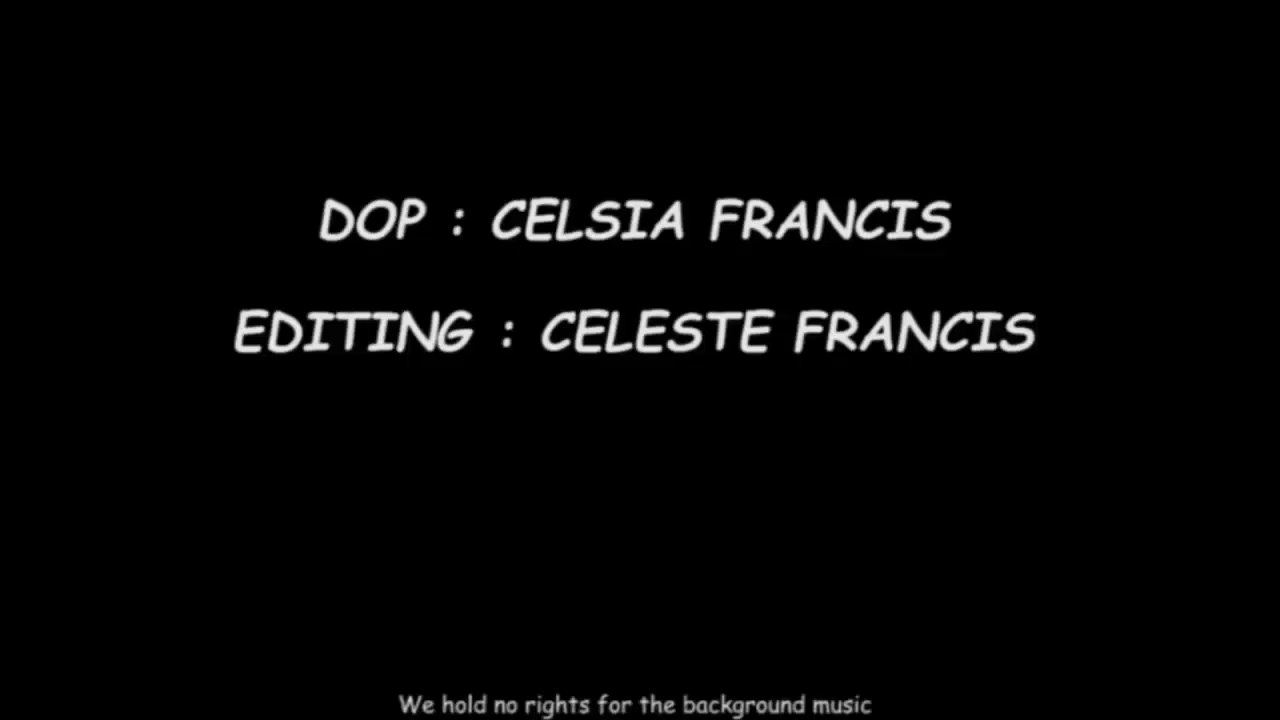 DOP : CELSIA FRANCIS
EDITING : CELESTE FRANCIS
We hold no rights for the background music